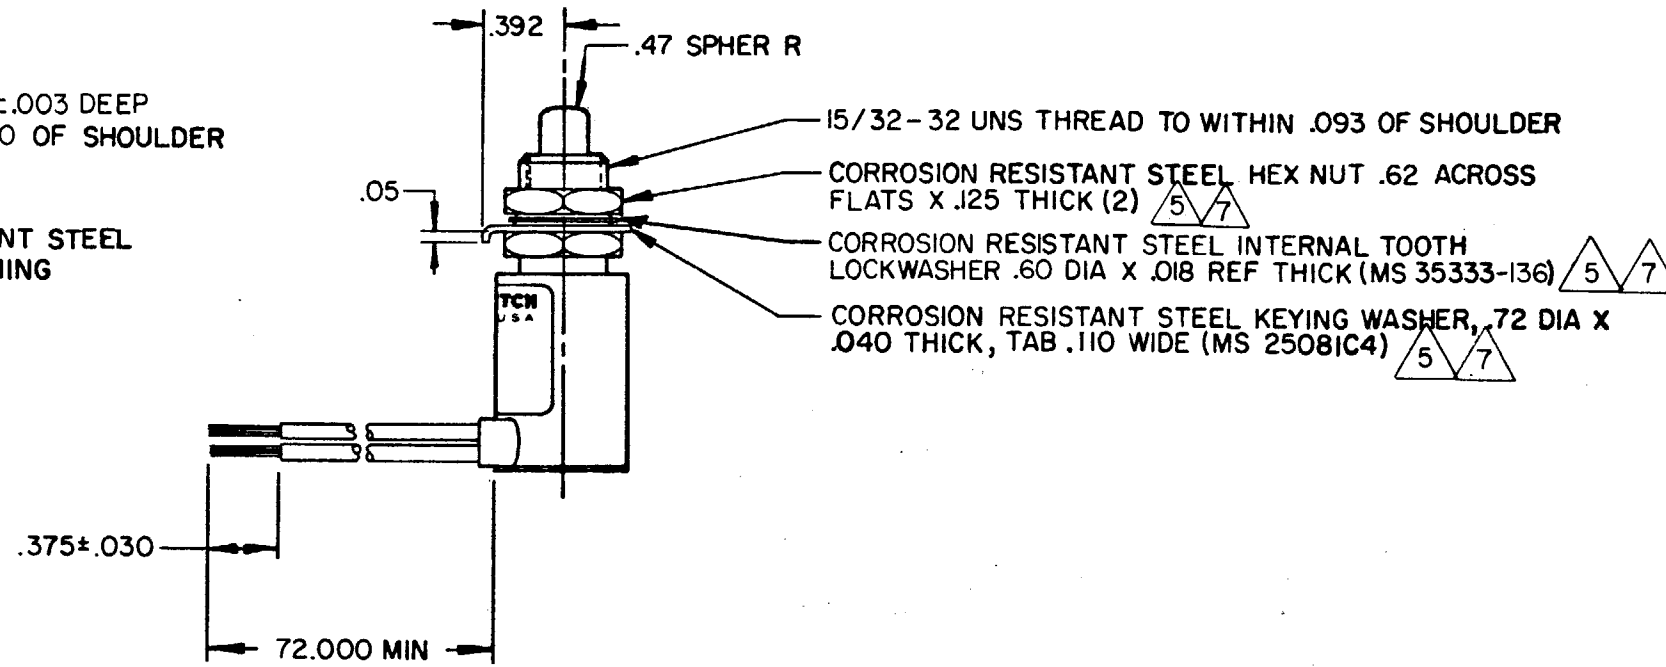 .392
.47 SPHER R
±.003 DEEP
0 OF SHOULDER
15/32-32 UNS THREAD TO WITHIN .093 OF SHOULDER
.05
CORROSION RESISTANT STEEL HEX NUT .62 ACROSS
FLATS X .125 THICK (2) 5 7
NT STEEL
HING
CORROSION RESISTANT STEEL INTERNAL TOOTH
LOCKWASHER .60 DIA X .018 REF THICK (MS 35333-136) 5 7
TCH
USA
CORROSION RESISTANT STEEL KEYING WASHER, .72 DIA X
.040 THICK, TAB .110 WIDE (MS 25081C4) 5 7
.375±.030
72.000 MIN